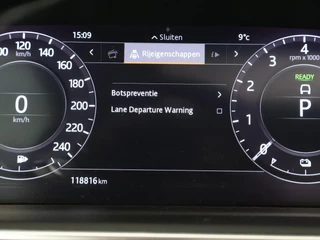 15:09
Sluiten
9°c
Rijeigenschappen
Botspreventie
Lane Departure Warning
120
100
140
160
180
200
220
240
0
km/h
118816 km
4
3
2
1
0
rpm x 1000
READY
P